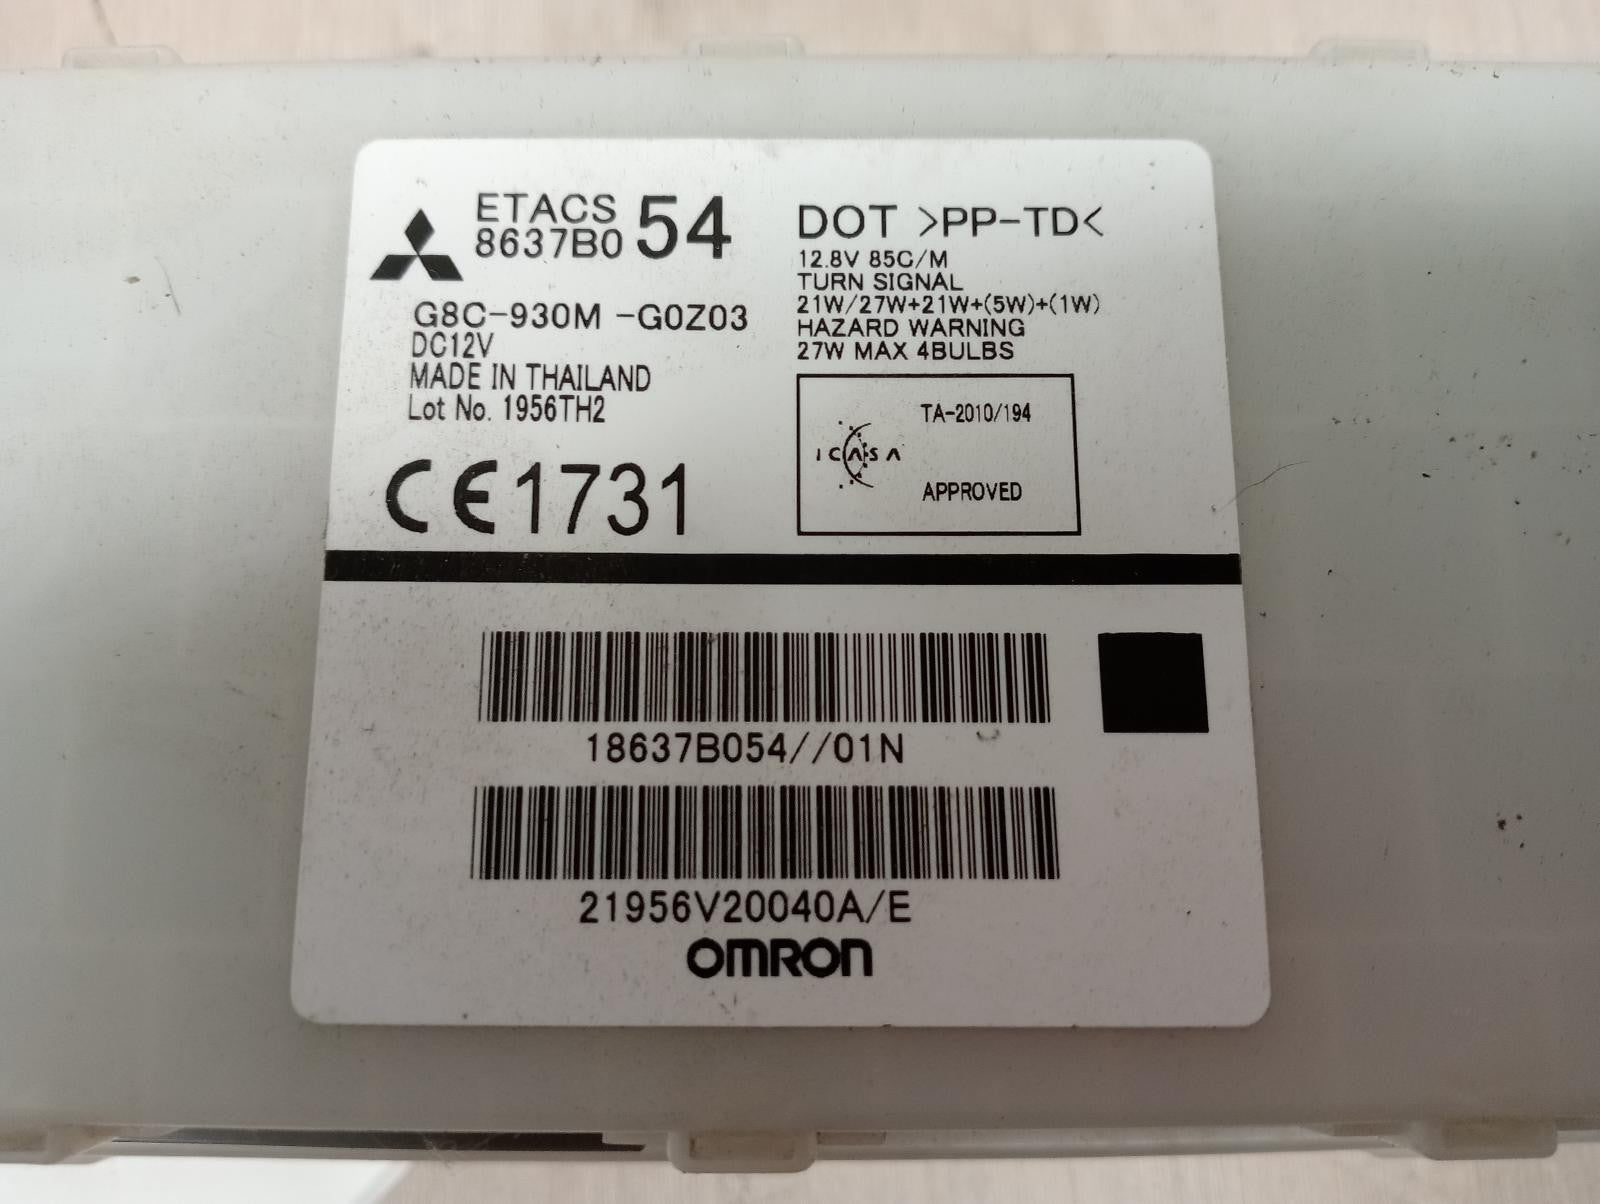 ETACS
8637B0 54
G8C-930M -G0Z03
DC12V
MADE IN THAILAND
Lot No. 1956TH2
CE1731
DOT >PP-TD<
12.8V 85C/M
TURN SIGNAL
21W/27W+21W+(5W)+(1W)
HAZARD WARNING
27W MAX 4BULBS
TA-2010/194
ICASA
APPROVED
18637B054//01N
21956V20040A/E
OMRON